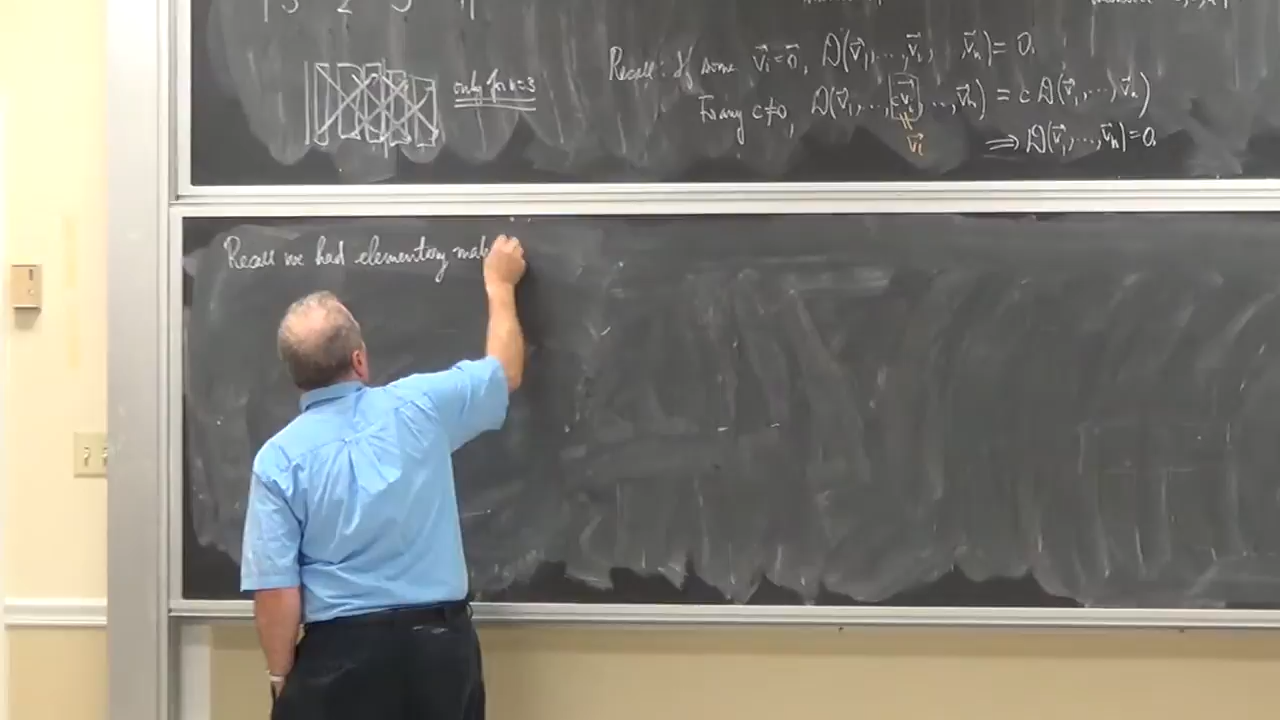 only for n=3
Recall: If some v⃗ᵢ=0⃗, D(v⃗₁,...,v⃗ᵢ, v⃗ₙ)=0.
For any c≠0, D(v⃗₁,...,cv⃗ᵢ,...,v⃗ₙ) = c D(v⃗₁,...,v⃗ₙ)
v⃗ᵢ
⟹ D(v⃗₁,...,v⃗ₙ)=0.
Recall we had elementary mat